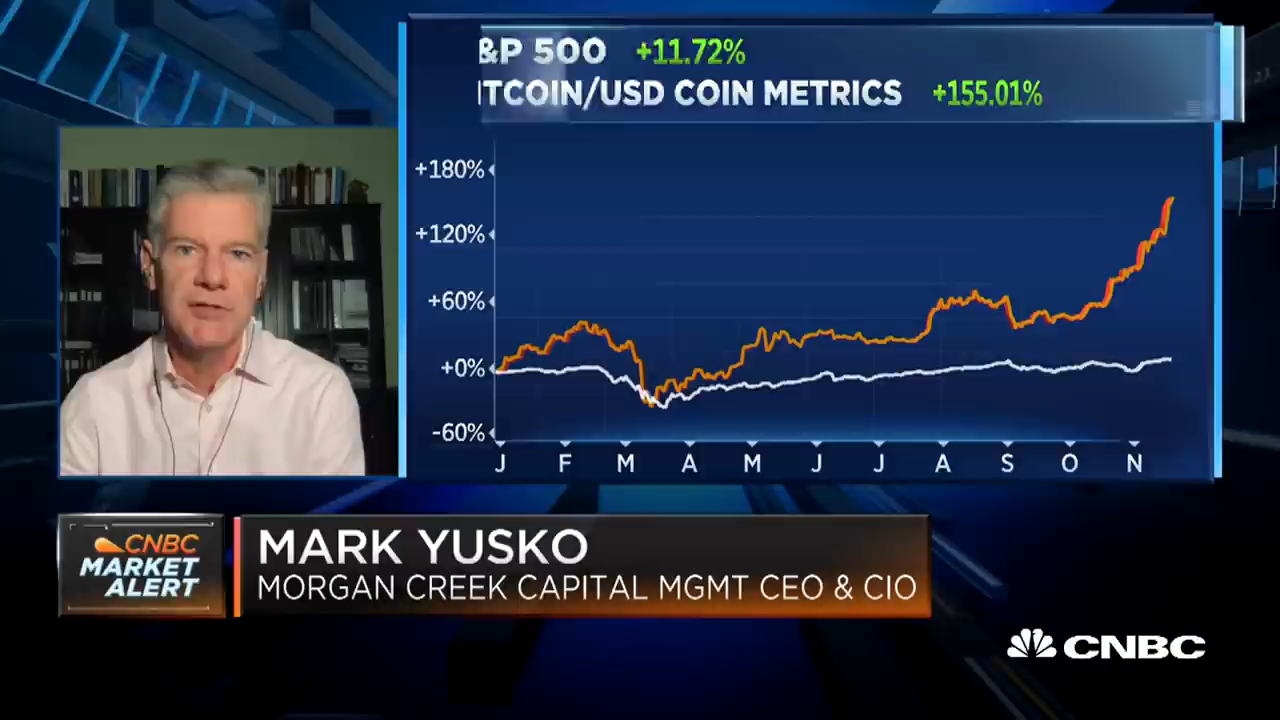 &P 500 +11.72%
ITCOIN/USD COIN METRICS +155.01%
+180%
+120%
+60%
+0%
-60%
J F M A M J J A S O N
CNBC
MARKET
ALERT
MARK YUSKO
MORGAN CREEK CAPITAL MGMT CEO & CIO
CNBC